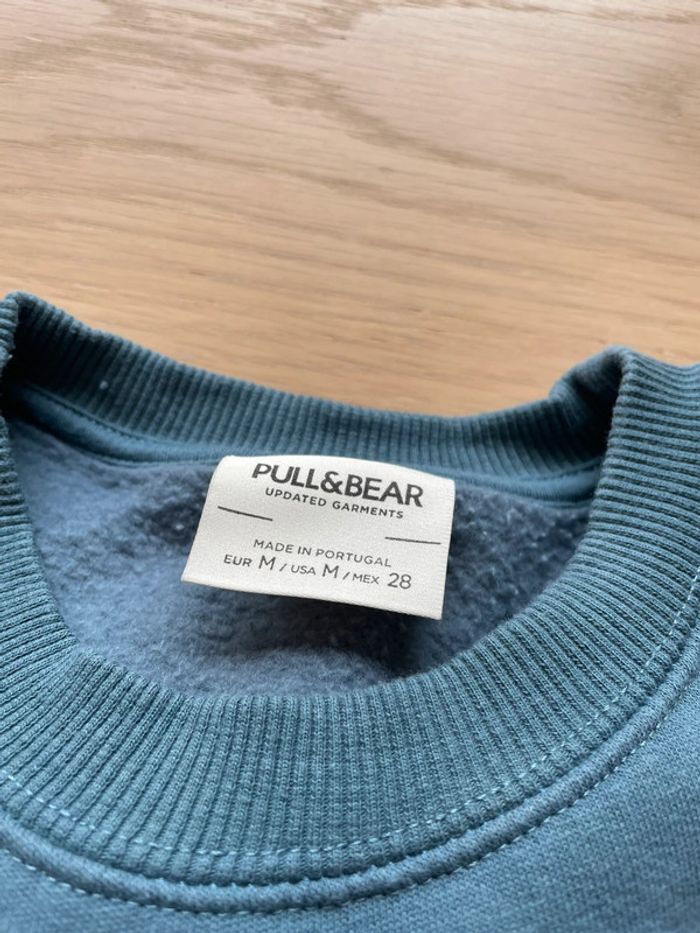 PULL&BEAR
UPDATED GARMENTS
MADE IN PORTUGAL
EUR M / USA M / MEX 28